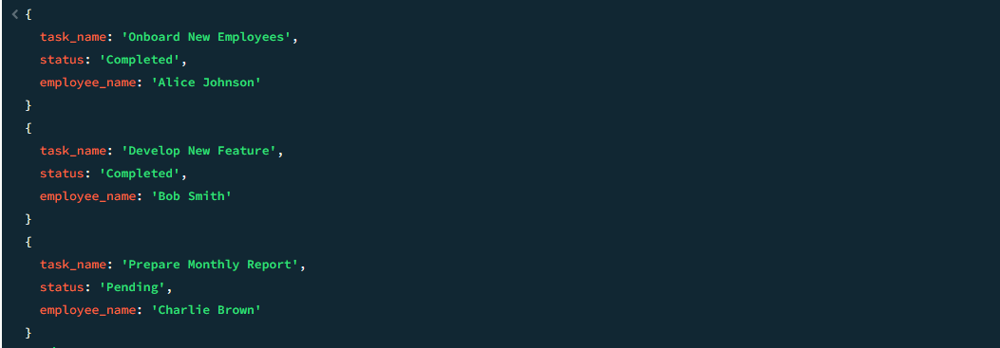 {
task_name: 'Onboard New Employees',
status: 'Completed',
employee_name: 'Alice Johnson'
}
{
task_name: 'Develop New Feature',
status: 'Completed',
employee_name: 'Bob Smith'
}
{
task_name: 'Prepare Monthly Report',
status: 'Pending',
employee_name: 'Charlie Brown'
}